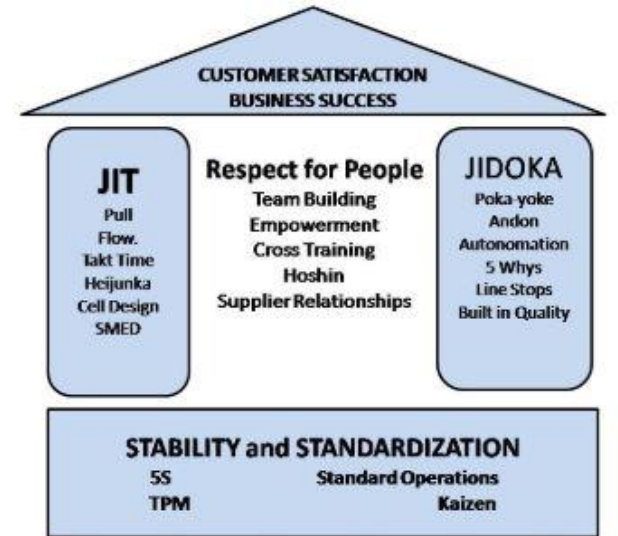 CUSTOMER SATISFACTION
BUSINESS SUCCESS
JIT
Pull
Flow.
Takt Time
Heijunka
Cell Design
SMED
Respect for People
Team Building
Empowerment
Cross Training
Hoshin
Supplier Relationships
JIDOKA
Poka-yoke
Andon
Autonomation
5 Whys
Line Stops
Built in Quality
STABILITY and STANDARDIZATION
5S Standard Operations
TPM Kaizen